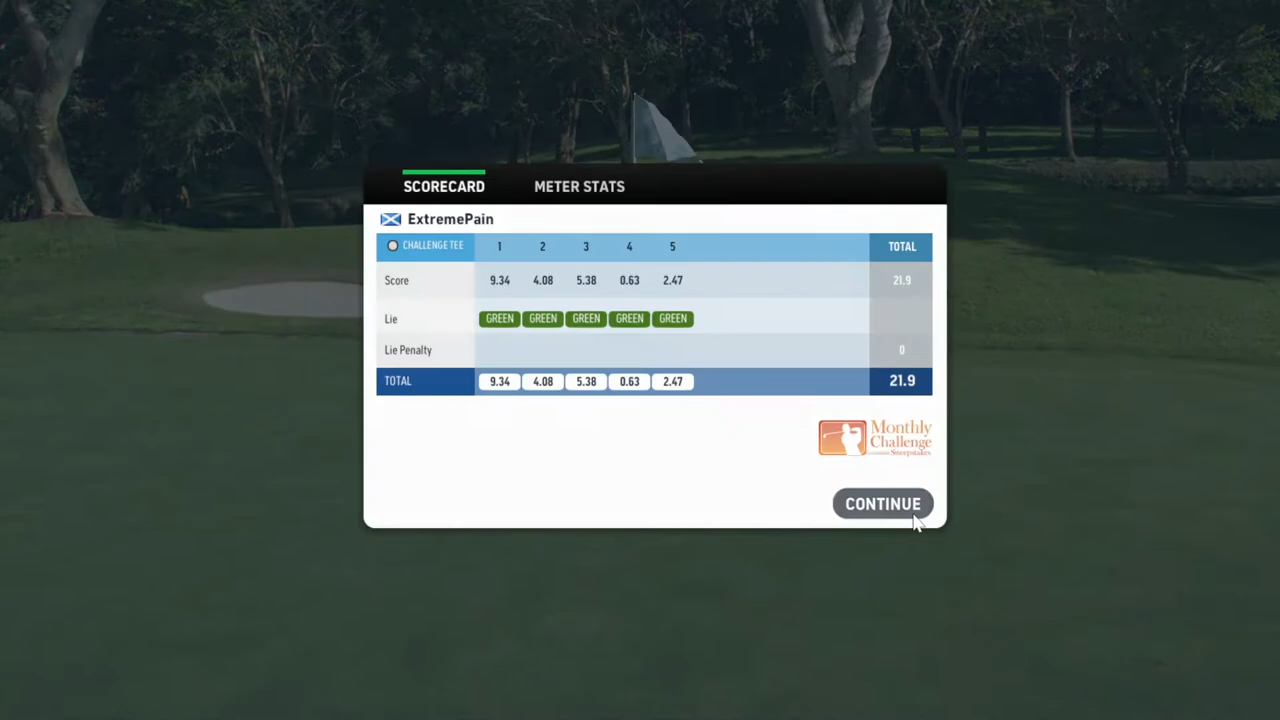 SCORECARD METER STATS
ExtremePain
CHALLENGE TEE 1 2 3 4 5 TOTAL
Score 9.34 4.08 5.38 0.63 2.47 21.9
Lie GREEN GREEN GREEN GREEN GREEN
Lie Penalty 0
TOTAL 9.34 4.08 5.38 0.63 2.47 21.9
Monthly
Challenge
Sweepstakes
CONTINUE